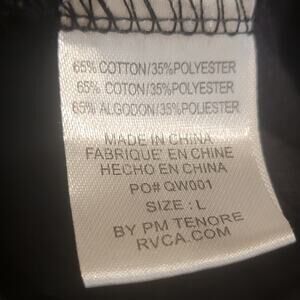 65% COTTON/35%POLYESTER
65% COTON/35%POLYESTER
65% ALGODON/35%POLIESTER
MADE IN CHINA
FABRIQUE' EN CHINE
HECHO EN CHINA
PO# QW001
SIZE : L
BY PM TENORE
RVCA.COM